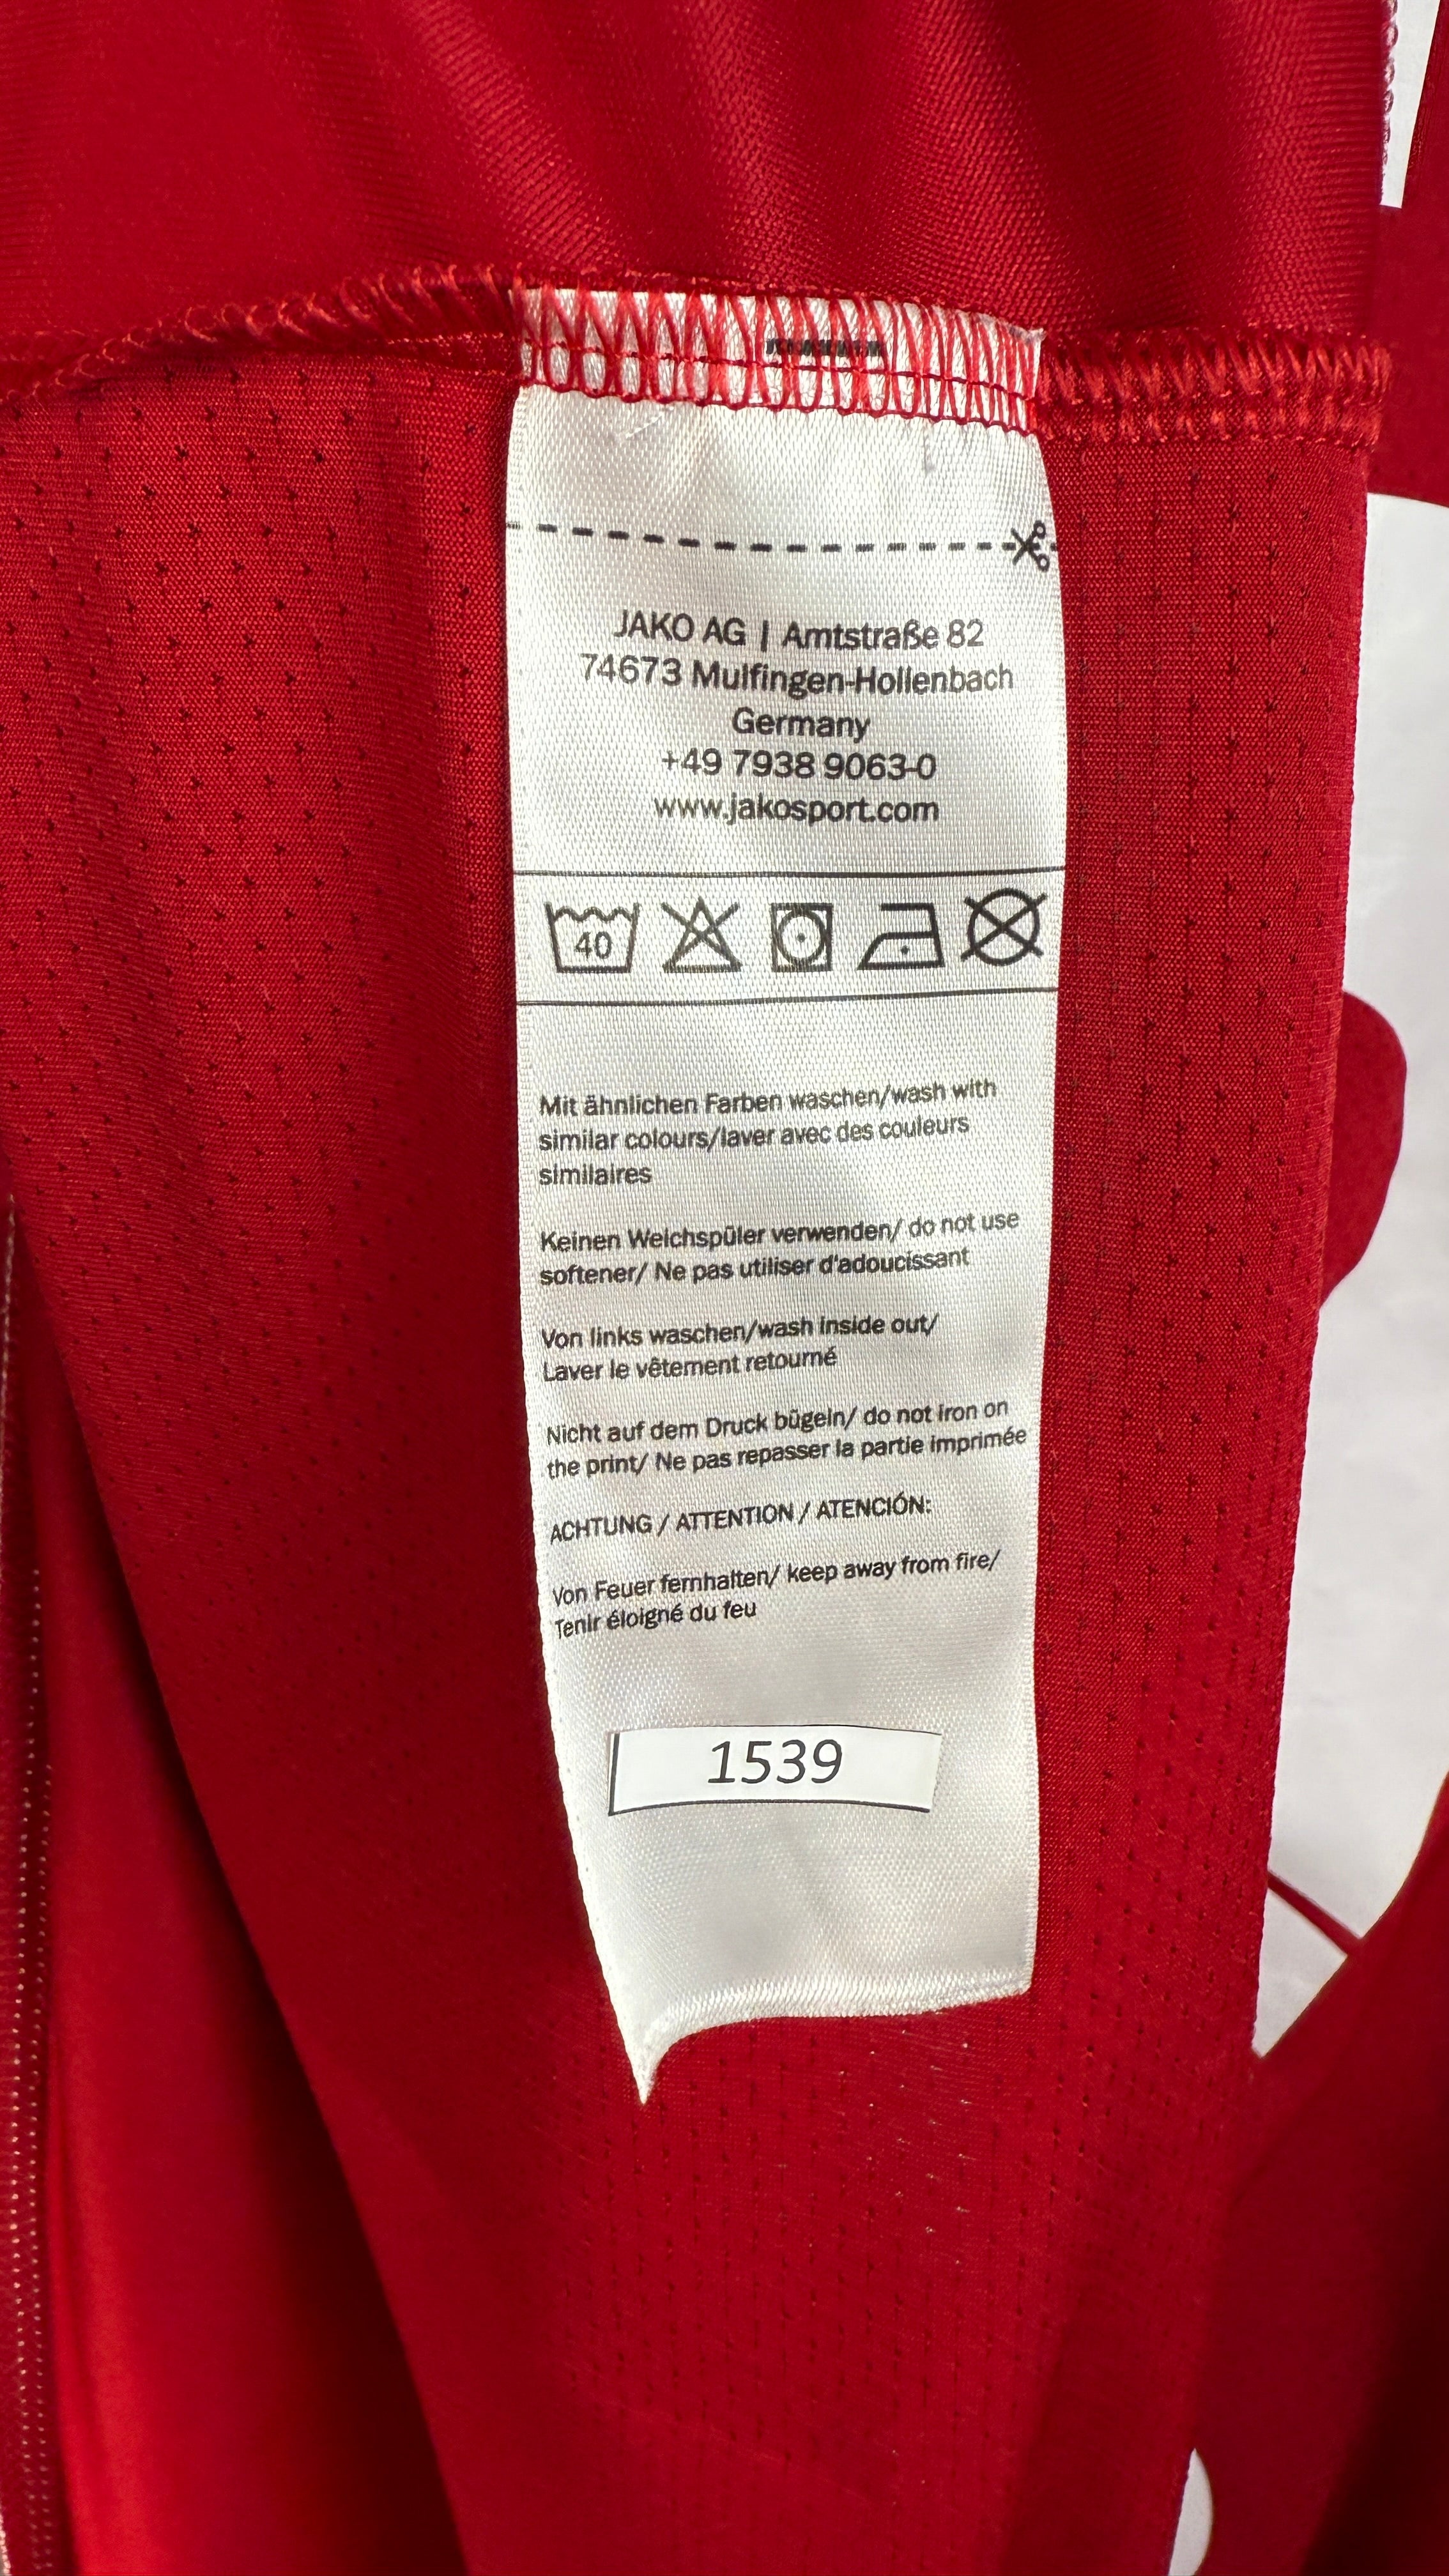 JAKO AG | Amtstraße 82
74673 Mulfingen-Hollenbach
Germany
+49 7938 9063-0
www.jakosport.com
40
Mit ähnlichen Farben waschen/wash with
similar colours/laver avec des couleurs
similaires
Keinen Weichspüler verwenden/ do not use
softener/ Ne pas utiliser d'adoucissant
Von links waschen/wash inside out/
Laver le vêtement retourné
Nicht auf dem Druck bügeln/ do not iron on
the print/ Ne pas repasser la partie imprimée
ACHTUNG / ATTENTION / ATENCIÓN:
Von Feuer fernhalten/ keep away from fire/
Tenir éloigné du feu
1539